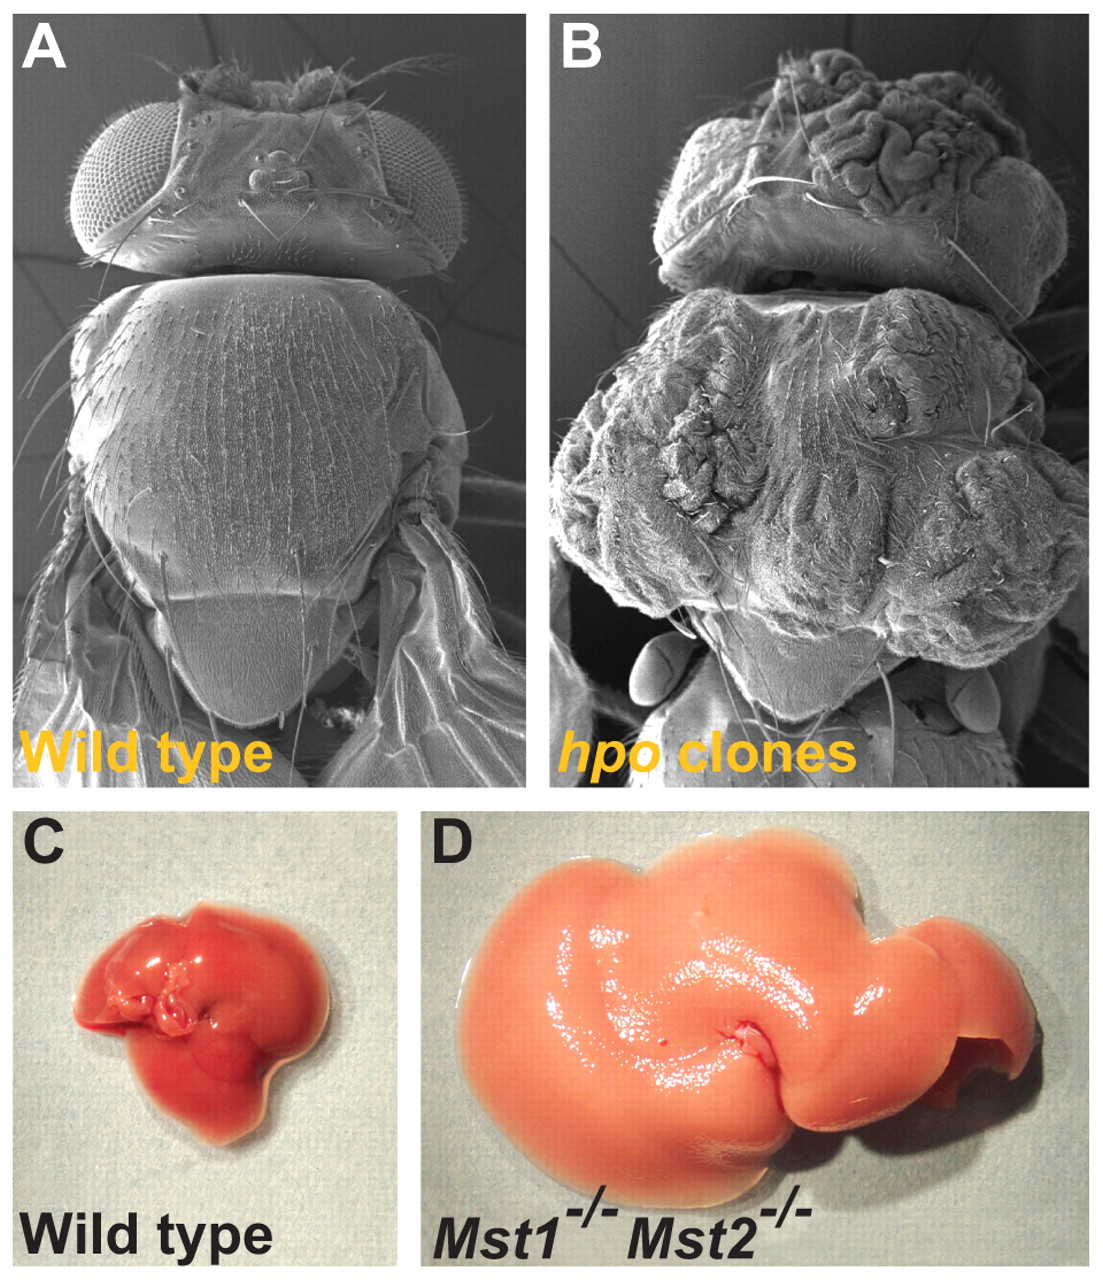 A
B
Wild type
hpo clones
C
D
Wild type
Mst1-/- Mst2-/-